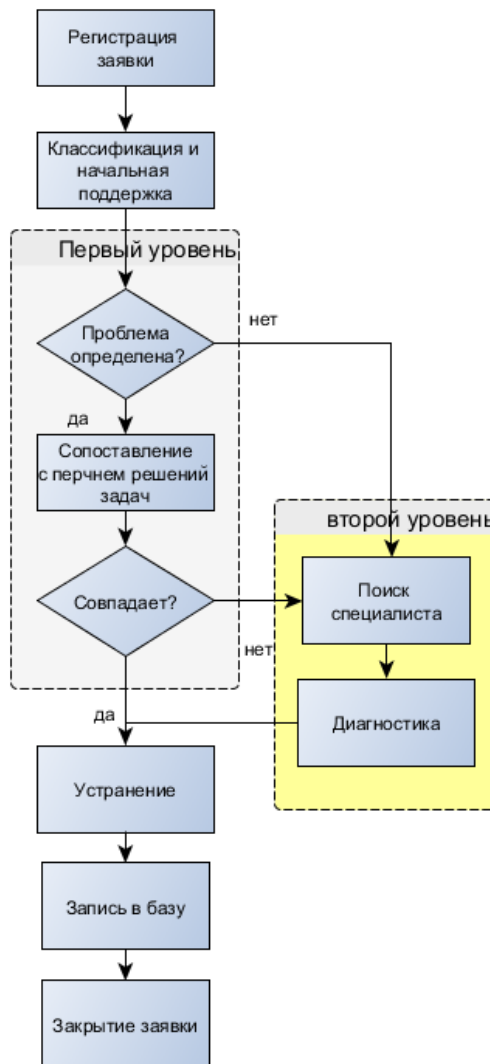 Регистрация
заявки
Классификация и
начальная
поддержка
Первый уровень
Проблема
определена?
нет
да
Сопоставление
с перчнем решений
задач
второй уровень
Совпадает?
Поиск
специалиста
нет
да
Диагностика
Устранение
Запись в базу
Закрытие заявки